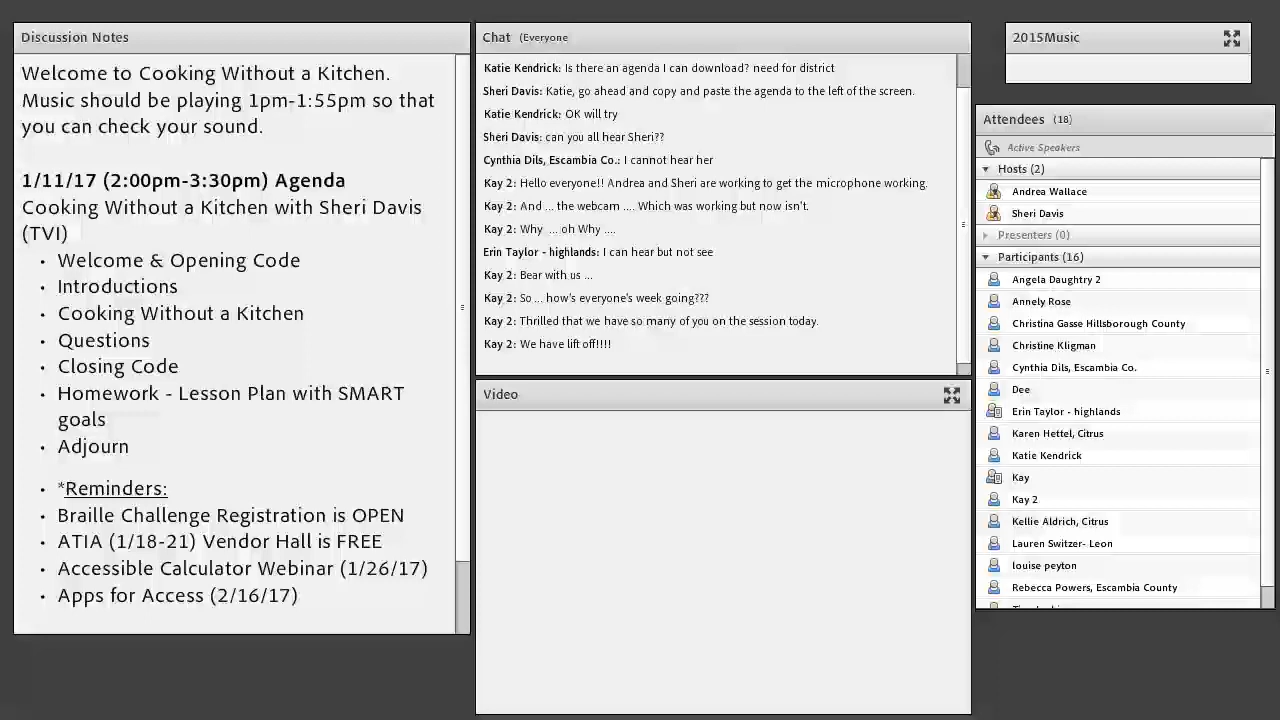 Discussion Notes
Welcome to Cooking Without a Kitchen.
Music should be playing 1pm-1:55pm so that
you can check your sound.
1/11/17 (2:00pm-3:30pm) Agenda
Cooking Without a Kitchen with Sheri Davis
(TVI)
• Welcome & Opening Code
• Introductions
• Cooking Without a Kitchen
• Questions
• Closing Code
• Homework - Lesson Plan with SMART
goals
• Adjourn
• *Reminders:
• Braille Challenge Registration is OPEN
• ATIA (1/18-21) Vendor Hall is FREE
• Accessible Calculator Webinar (1/26/17)
• Apps for Access (2/16/17)
Chat (Everyone
Katie Kendrick: Is there an agenda I can download? need for district
Sheri Davis: Katie, go ahead and copy and paste the agenda to the left of the screen.
Katie Kendrick: OK will try
Sheri Davis: can you all hear Sheri??
Cynthia Dils, Escambia Co.: I cannot hear her
Kay 2: Hello everyone!! Andrea and Sheri are working to get the microphone working.
Kay 2: And ... the webcam .... Which was working but now isn't.
Kay 2: Why ... oh Why ....
Erin Taylor - highlands: I can hear but not see
Kay 2: Bear with us ...
Kay 2: So ... how's everyone's week going???
Kay 2: Thrilled that we have so many of you on the session today.
Kay 2: We have lift off!!!!
Video
2015Music
Attendees (18)
Active Speakers
Hosts (2)
Andrea Wallace
Sheri Davis
Presenters (0)
Participants (16)
Angela Daughtry 2
Annely Rose
Christina Gasse Hillsborough County
Christine Kligman
Cynthia Dils, Escambia Co.
Dee
Erin Taylor - highlands
Karen Hettel, Citrus
Katie Kendrick
Kay
Kay 2
Kellie Aldrich, Citrus
Lauren Switzer- Leon
louise peyton
Rebecca Powers, Escambia County